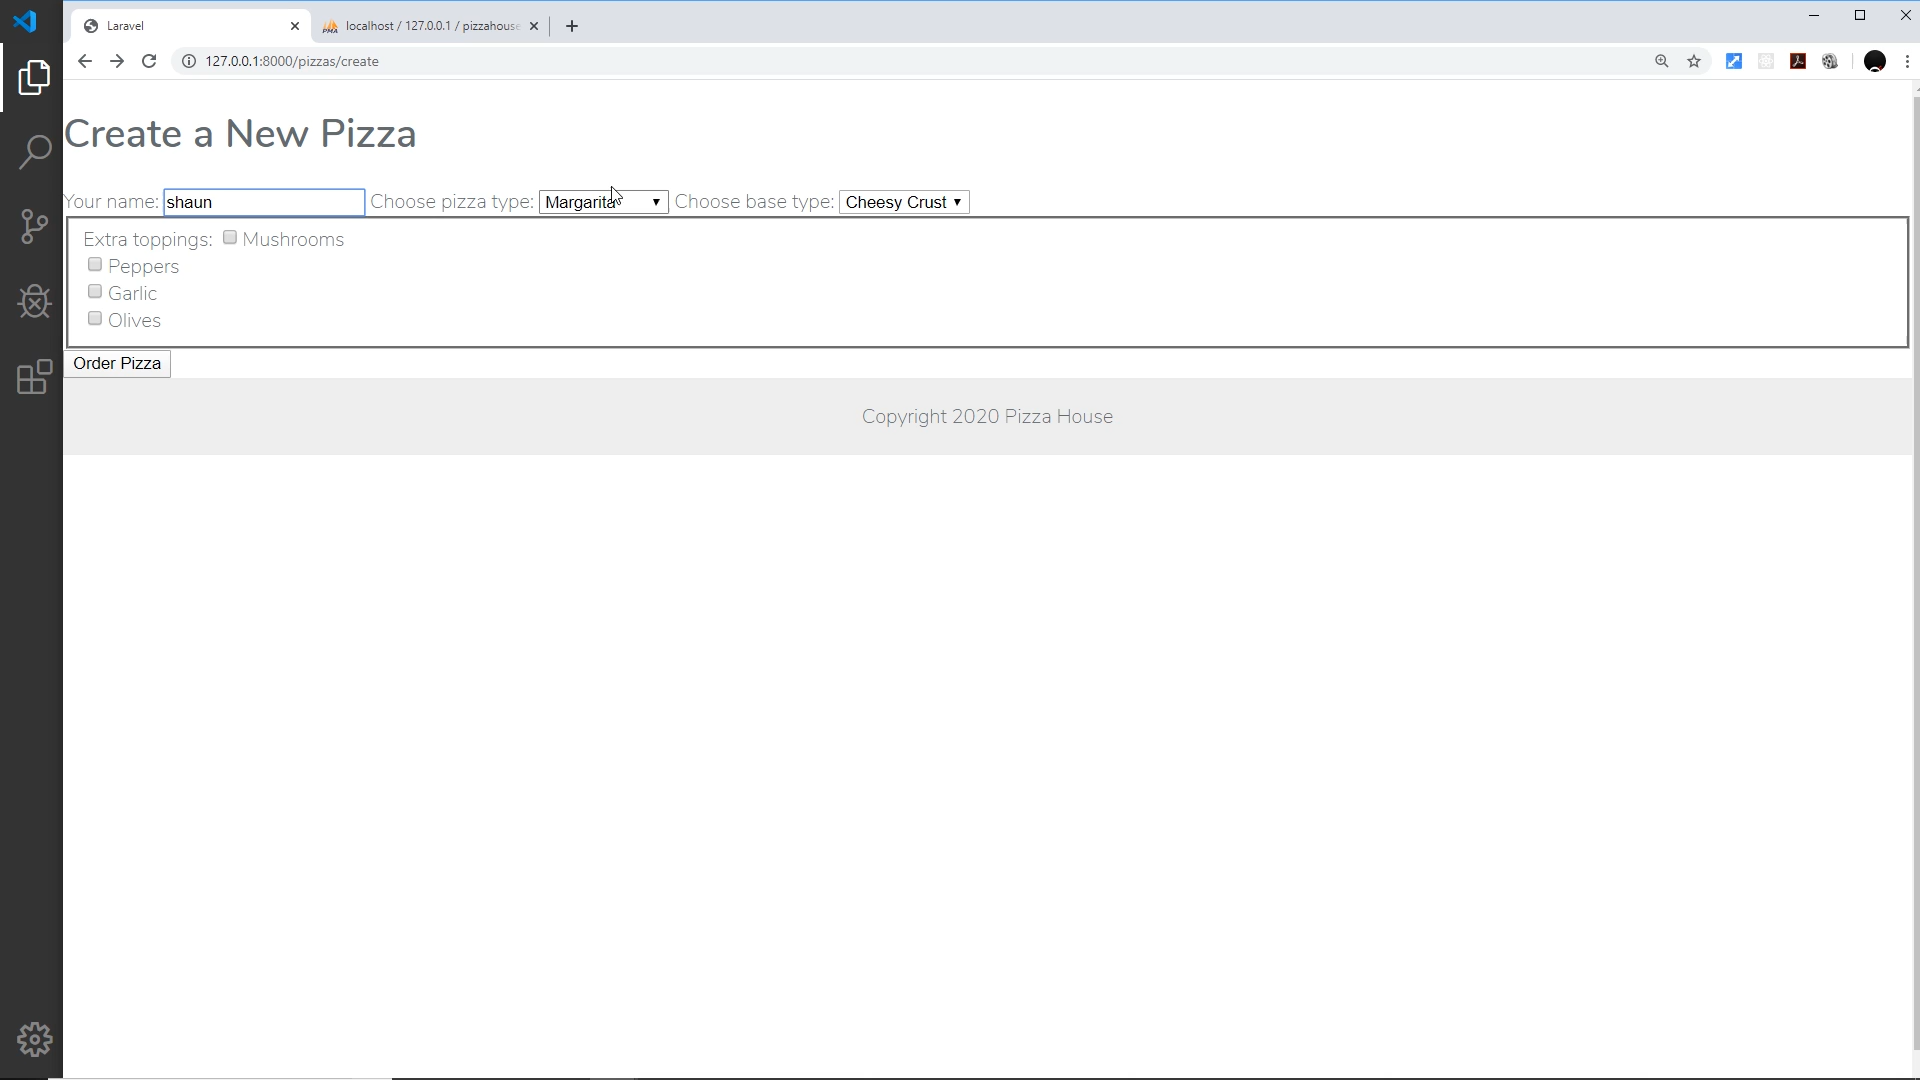 Laravel
localhost / 127.0.0.1 / pizzahouse
127.0.0.1:8000/pizzas/create
Create a New Pizza
Your name: shaun Choose pizza type: Margarita Choose base type: Cheesy Crust
Extra toppings: Mushrooms
Peppers
Garlic
Olives
Order Pizza
Copyright 2020 Pizza House